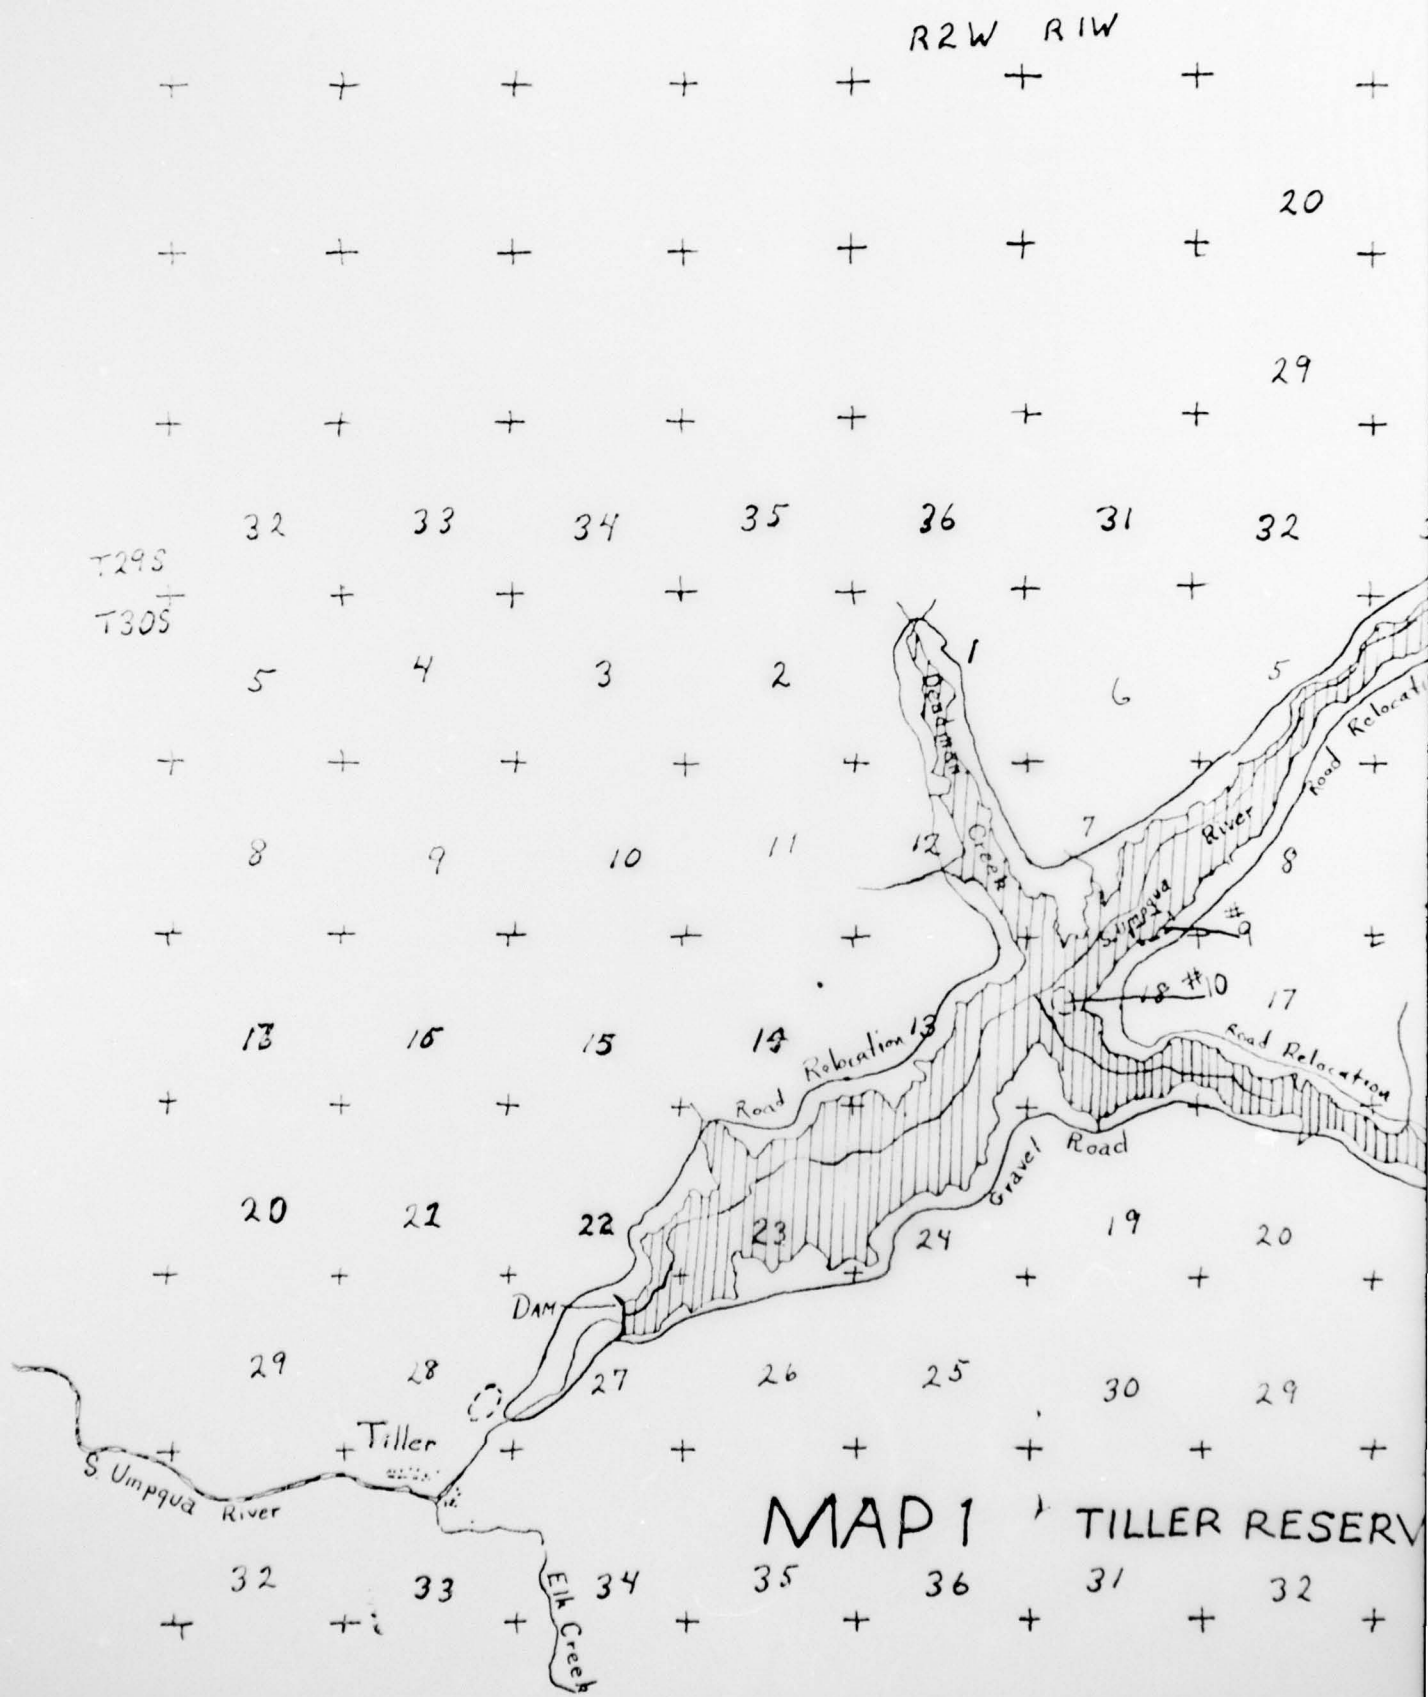 R2W R1W
20
29
32 33 34 35 36 31 32
T29S
T30S
5 4 3 2 1 6 5
Deadman
Creek
Road Relocati
8 9 10 11 12 7 8
River
S. Umpqua
#9
16 15 13 18 #10 17
Road Relocation
Road Relocation
Gravel Road
20 21 22 23 24 19 20
DAM
29 28 27 26 25 30 29
Tiller
S. Umpqua River
MAP 1 TILLER RESERV
32 33 34 35 36 31 32
Elk Creek